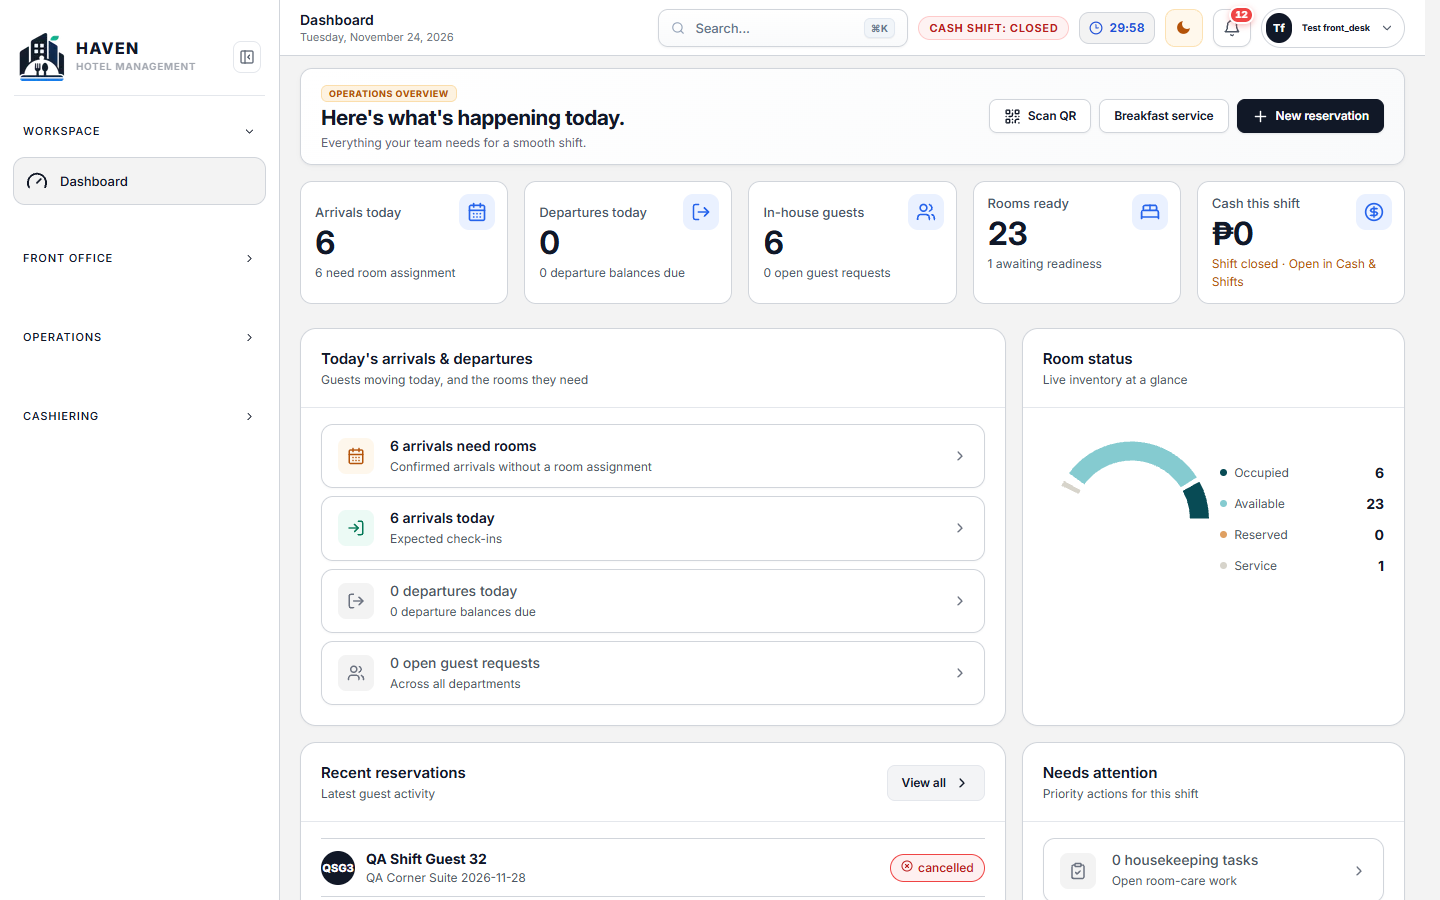 HAVEN
HOTEL MANAGEMENT
WORKSPACE
Dashboard
FRONT OFFICE
OPERATIONS
CASHIERING
Dashboard
Tuesday, November 24, 2026
Search...
⌘K
CASH SHIFT: CLOSED
29:58
12
Tf
Test front_desk
OPERATIONS OVERVIEW
Here's what's happening today.
Everything your team needs for a smooth shift.
Scan QR
Breakfast service
New reservation
Arrivals today
6
6 need room assignment
Departures today
0
0 departure balances due
In-house guests
6
0 open guest requests
Rooms ready
23
1 awaiting readiness
Cash this shift
₱0
Shift closed · Open in Cash &
Shifts
Today's arrivals & departures
Guests moving today, and the rooms they need
6 arrivals need rooms
Confirmed arrivals without a room assignment
6 arrivals today
Expected check-ins
0 departures today
0 departure balances due
0 open guest requests
Across all departments
Room status
Live inventory at a glance
Occupied 6
Available 23
Reserved 0
Service 1
Recent reservations
Latest guest activity
View all
QSG3
QA Shift Guest 32
QA Corner Suite 2026-11-28
cancelled
Needs attention
Priority actions for this shift
0 housekeeping tasks
Open room-care work